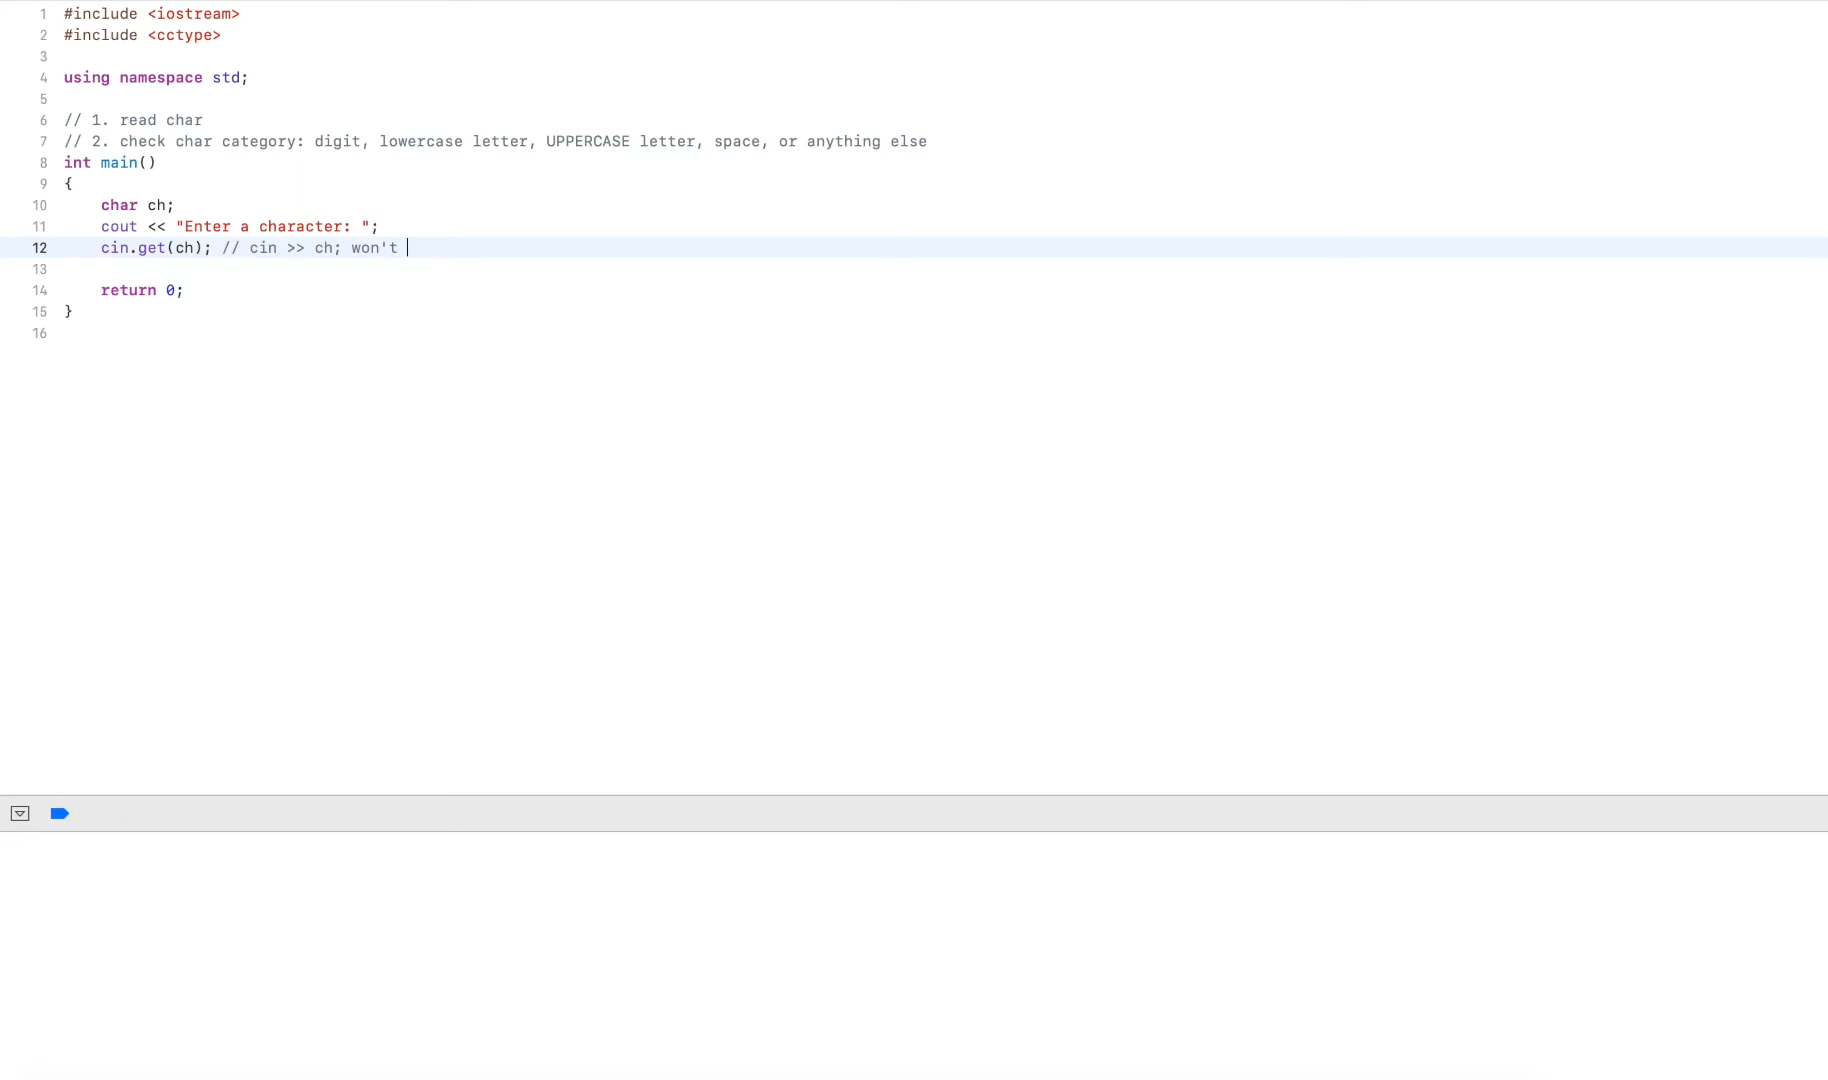 1 #include <iostream>
2 #include <cctype>
3
4 using namespace std;
5
6 // 1. read char
7 // 2. check char category: digit, lowercase letter, UPPERCASE letter, space, or anything else
8 int main()
9 {
10     char ch;
11     cout << "Enter a character: ";
12     cin.get(ch); // cin >> ch; won't
13
14     return 0;
15 }
16